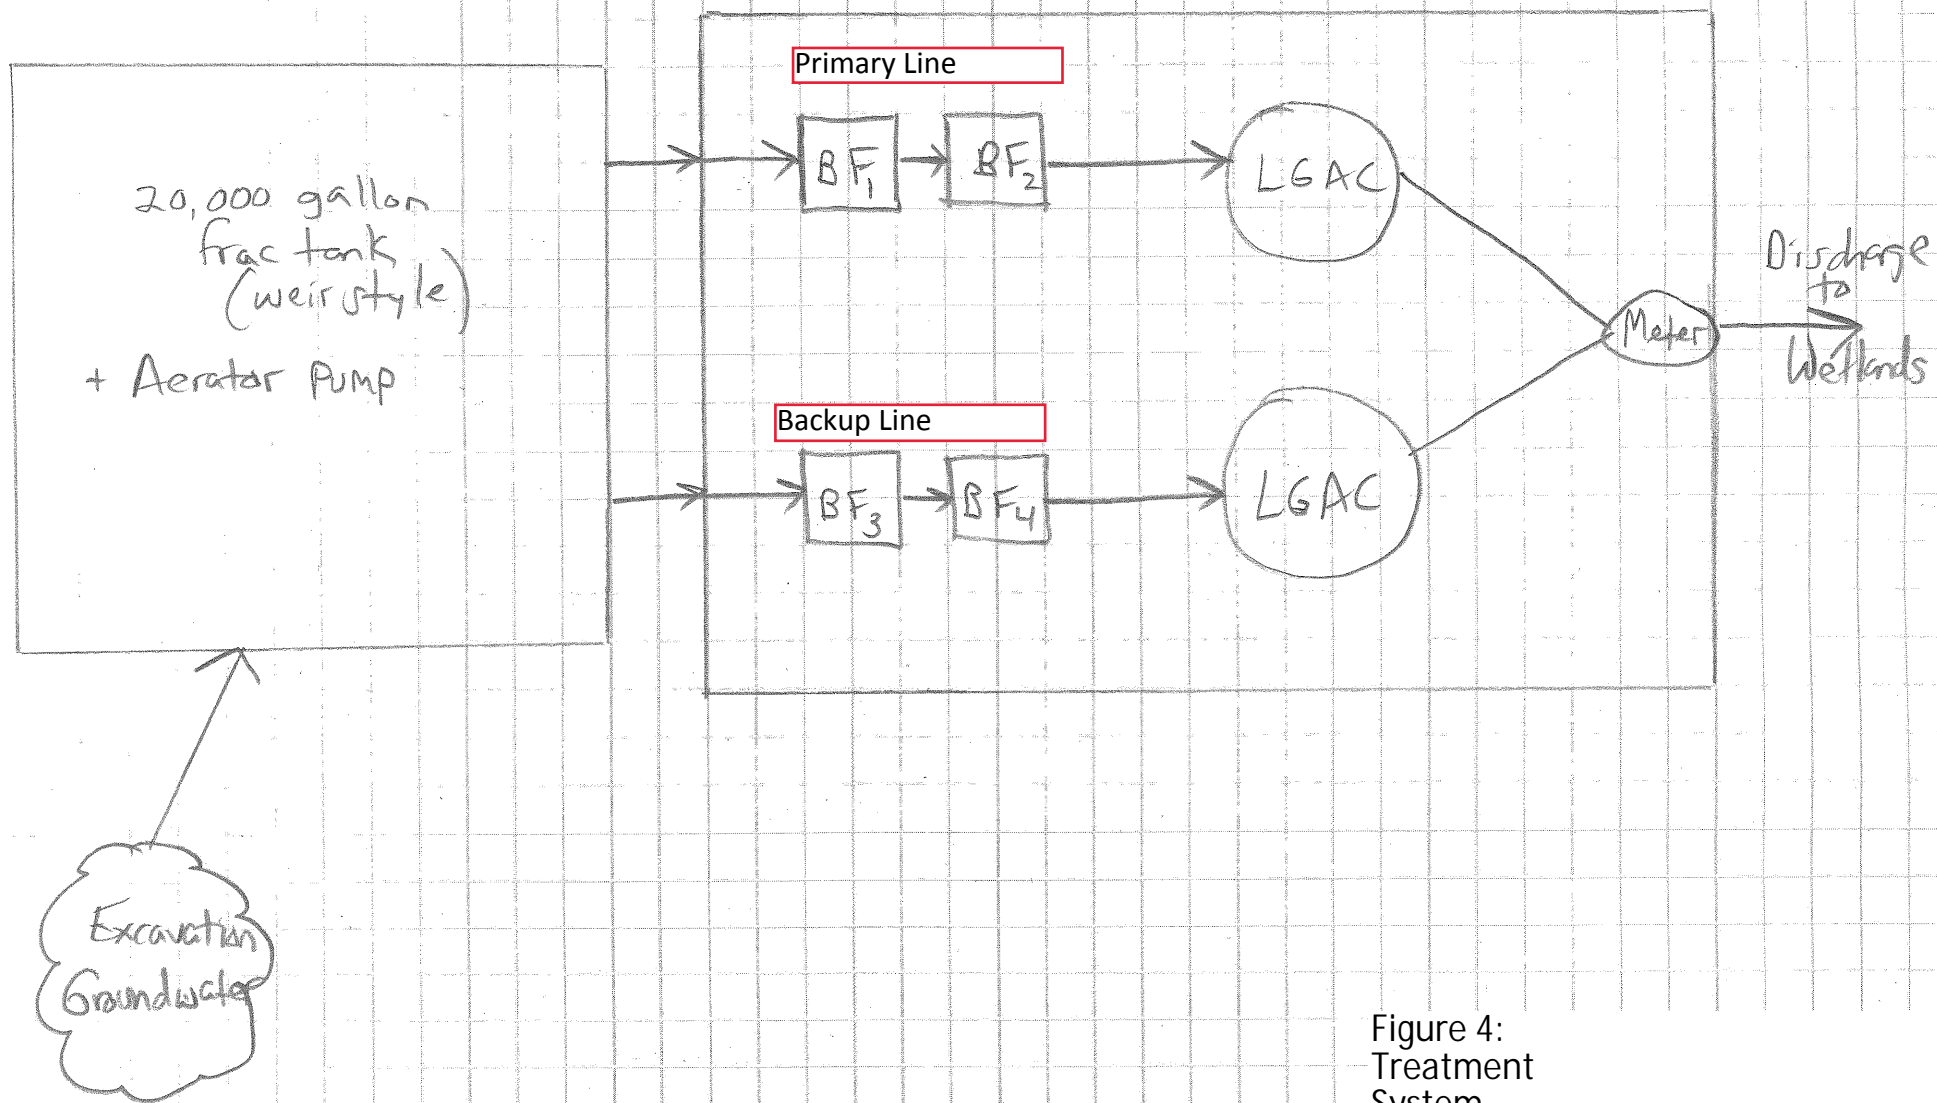 Primary Line
BF₁
BF₂
LGAC
20,000 gallon
frac tank
(weir style)
+ Aerator Pump
Discharge
to
Wetlands
Meter
Backup Line
BF₃
BF₄
LGAC
Excavation
Groundwater
Figure 4:
Treatment
System